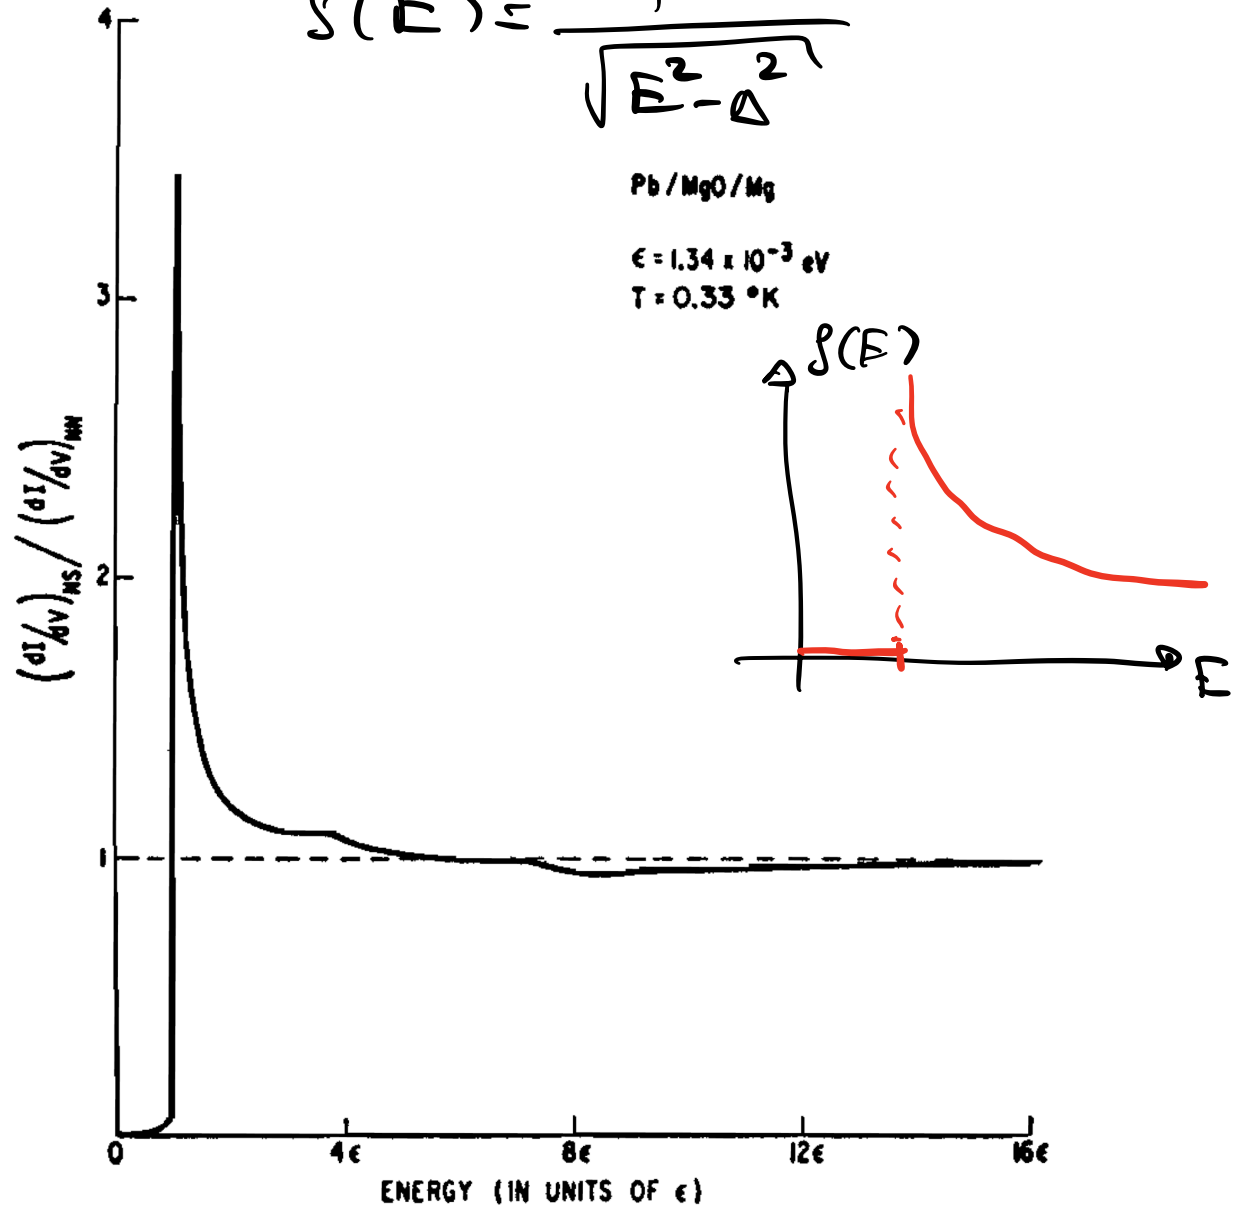 4
ρ(E) =
√E² - Δ²
Pb/MgO/Mg
ϵ = 1.34 x 10⁻³ eV
T = 0.33 °K
3
ρ(E)
(dI/dV)NS / (dI/dV)NN
2
E
1
0 4ϵ 8ϵ 12ϵ 16ϵ
ENERGY (IN UNITS OF ϵ)